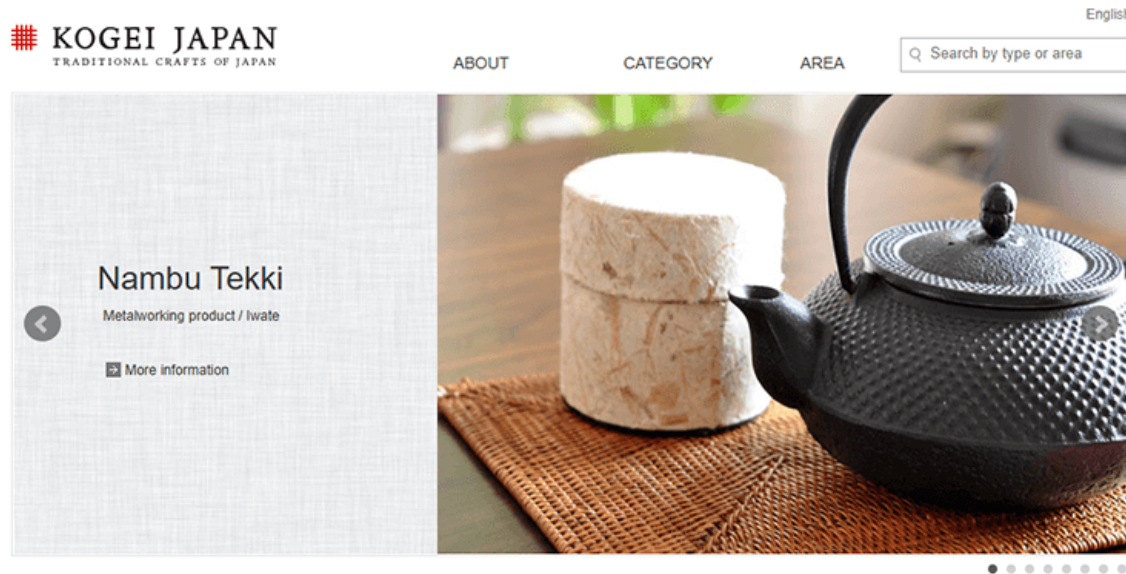 English
KOGEI JAPAN
TRADITIONAL CRAFTS OF JAPAN
ABOUT
CATEGORY
AREA
Search by type or area
Nambu Tekki
Metalworking product / Iwate
More information